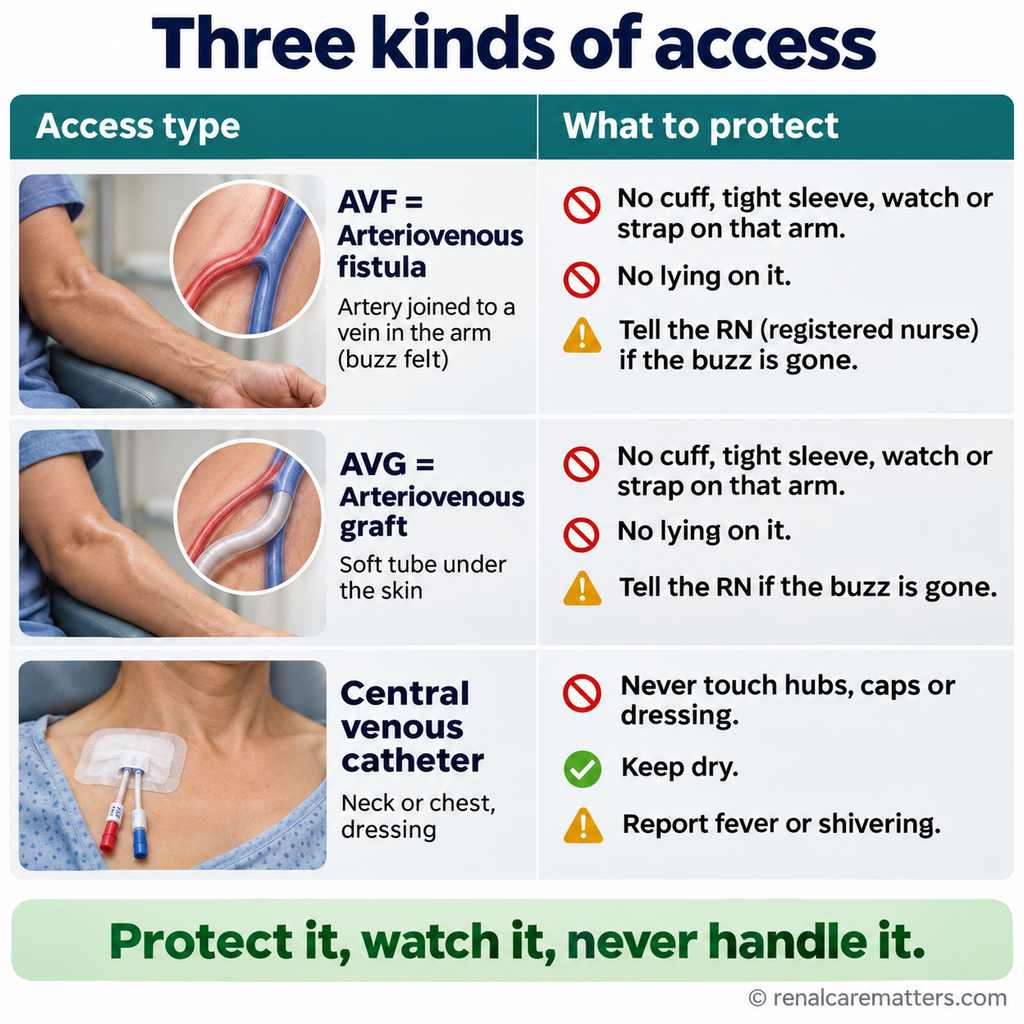 Three kinds of access
Access type
What to protect
AVF =
Arteriovenous
fistula
Artery joined to a
vein in the arm
(buzz felt)
No cuff, tight sleeve, watch or
strap on that arm.
No lying on it.
Tell the RN (registered nurse)
if the buzz is gone.
AVG =
Arteriovenous
graft
Soft tube under
the skin
No cuff, tight sleeve, watch or
strap on that arm.
No lying on it.
Tell the RN if the buzz is gone.
Central
venous
catheter
Neck or chest,
dressing
Never touch hubs, caps or
dressing.
Keep dry.
Report fever or shivering.
Protect it, watch it, never handle it.
© renalcarematters.com